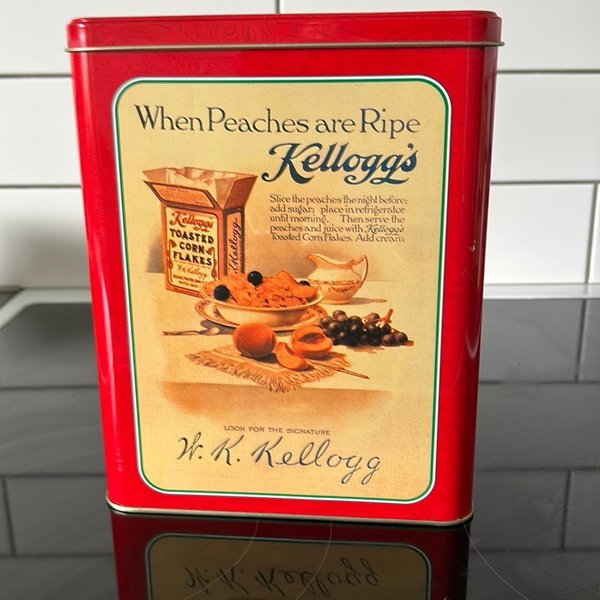 When Peaches are Ripe
Kellogg's
Slice the peaches the night before;
add sugar; place in refrigerator
until morning. Then serve the
peaches and juice with Kellogg's
Toasted Corn Flakes. Add cream
Kellogg's
TOASTED
CORN
FLAKES
W.K. Kellogg
Kellogg's
LOOK FOR THE SIGNATURE
W. K. Kellogg